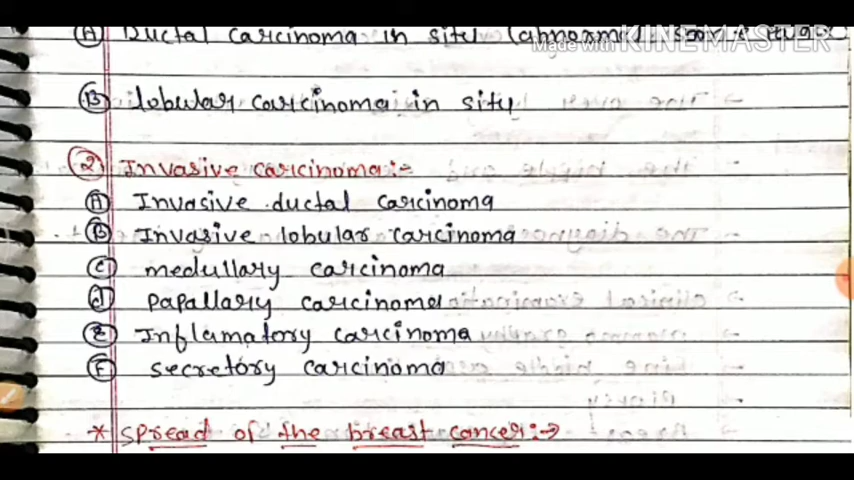 (A) Ductal carcinoma in situ (abnormal
Made with KINEMASTER
(B) lobular carcinoma in situ
(2) Invasive carcinoma:-
(A) Invasive ductal carcinoma
(B) Invasive lobular carcinoma
(C) medullary carcinoma
(d) papallary carcinoma
(E) Inflamatory carcinoma
(F) secretory carcinoma
* Spread of the breast cancer:→